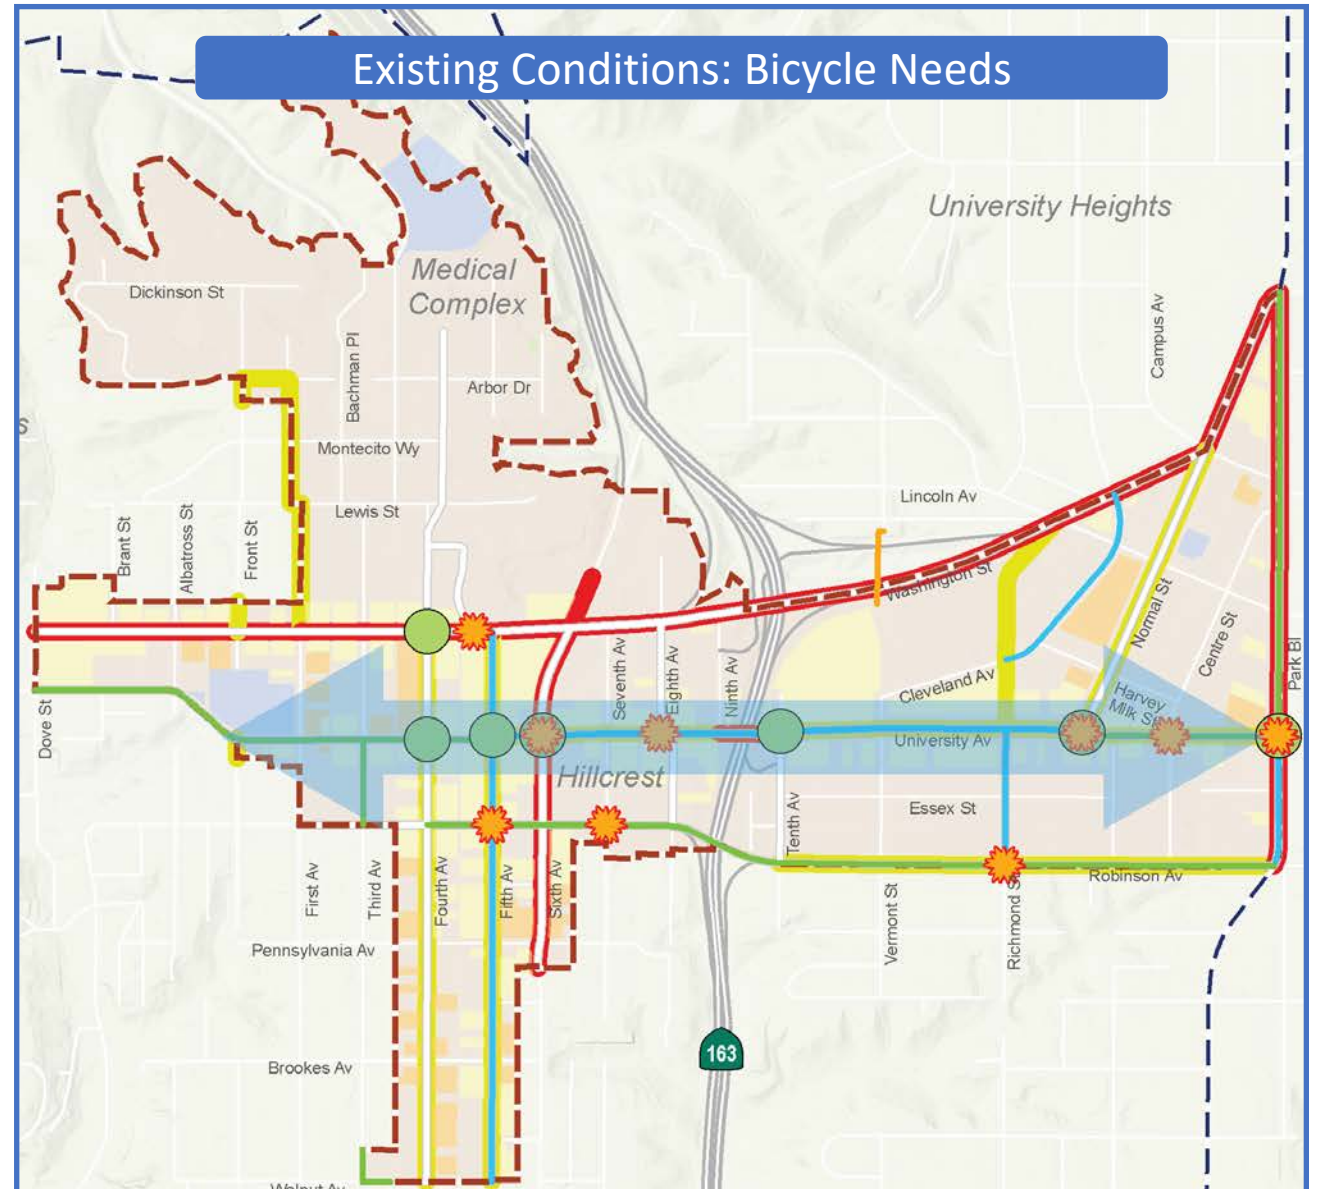 Existing Conditions: Bicycle Needs
University Heights
Medical
Complex
Dickinson St
Bachman Pl
Campus Av
Arbor Dr
s
Montecito Wy
Lincoln Av
Lewis St
Brant St
Albatross St
Front St
Washington St
Normal St
Centre St
Seventh Av
Eighth Av
Ninth Av
Park Bl
Cleveland Av
Harvey
Milk St
Dove St
University Av
Hillcrest
Essex St
Tenth Av
First Av
Third Av
Fourth Av
Fifth Av
Sixth Av
Robinson Av
Vermont St
Richmond St
Pennsylvania Av
163
Brookes Av
Walnut Av